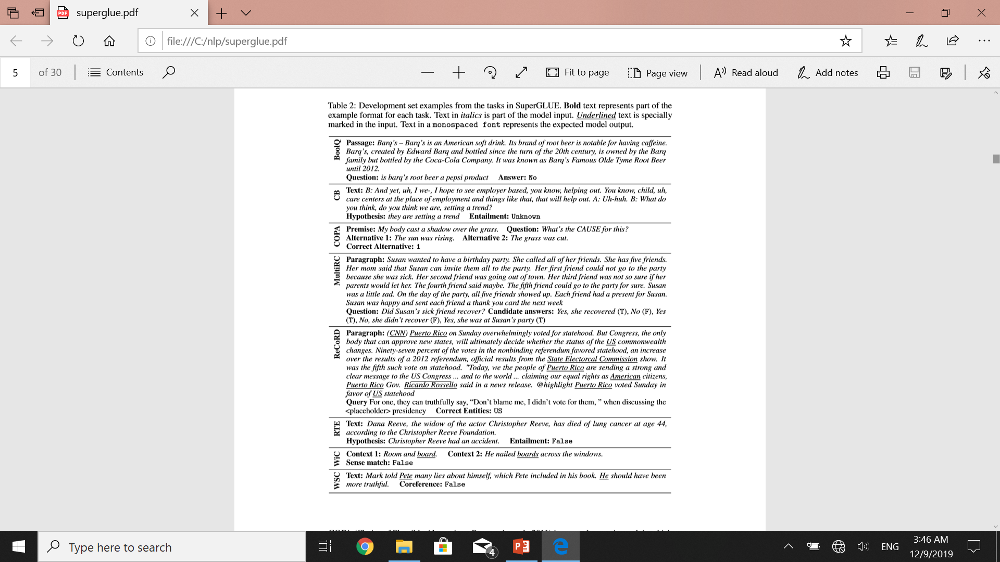 superglue.pdf
file:///C:/nlp/superglue.pdf
5 of 30 Contents Fit to page Page view Read aloud Add notes
Table 2: Development set examples from the tasks in SuperGLUE. Bold text represents part of the
example format for each task. Text in italics is part of the model input. Underlined text is specially
marked in the input. Text in a monospaced font represents the expected model output.
BoolQ
Passage: Barq's – Barq's is an American soft drink. Its brand of root beer is notable for having caffeine.
Barq's, created by Edward Barq and bottled since the turn of the 20th century, is owned by the Barq
family but bottled by the Coca-Cola Company. It was known as Barq's Famous Olde Tyme Root Beer
until 2012.
Question: is barq's root beer a pepsi product Answer: No
CB
Text: B: And yet, uh, I we-, I hope to see employer based, you know, helping out. You know, child, uh,
care centers at the place of employment and things like that, that will help out. A: Uh-huh. B: What do
you think, do you think we are, setting a trend?
Hypothesis: they are setting a trend Entailment: Unknown
COPA
Premise: My body cast a shadow over the grass. Question: What's the CAUSE for this?
Alternative 1: The sun was rising. Alternative 2: The grass was cut.
Correct Alternative: 1
MultiRC
Paragraph: Susan wanted to have a birthday party. She called all of her friends. She has five friends.
Her mom said that Susan can invite them all to the party. Her first friend could not go to the party
because she was sick. Her second friend was going out of town. Her third friend was not so sure if her
parents would let her. The fourth friend said maybe. The fifth friend could go to the party for sure. Susan
was a little sad. On the day of the party, all five friends showed up. Each friend had a present for Susan.
Susan was happy and sent each friend a thank you card the next week
Question: Did Susan's sick friend recover? Candidate answers: Yes, she recovered (T), No (F), Yes
(T), No, she didn't recover (F), Yes, she was at Susan's party (T)
ReCoRD
Paragraph: (CNN) Puerto Rico on Sunday overwhelmingly voted for statehood. But Congress, the only
body that can approve new states, will ultimately decide whether the status of the US commonwealth
changes. Ninety-seven percent of the votes in the nonbinding referendum favored statehood, an increase
over the results of a 2012 referendum, official results from the State Electorcal Commission show. It
was the fifth such vote on statehood. "Today, we the people of Puerto Rico are sending a strong and
clear message to the US Congress ... and to the world ... claiming our equal rights as American citizens,
Puerto Rico Gov. Ricardo Rossello said in a news release. @highlight Puerto Rico voted Sunday in
favor of US statehood
Query For one, they can truthfully say, “Don't blame me, I didn't vote for them, ” when discussing the
<placeholder> presidency Correct Entities: US
RTE
Text: Dana Reeve, the widow of the actor Christopher Reeve, has died of lung cancer at age 44,
according to the Christopher Reeve Foundation.
Hypothesis: Christopher Reeve had an accident. Entailment: False
WiC
Context 1: Room and board. Context 2: He nailed boards across the windows.
Sense match: False
WSC
Text: Mark told Pete many lies about himself, which Pete included in his book. He should have been
more truthful. Coreference: False
Type here to search
4
ENG
3:46 AM
12/9/2019